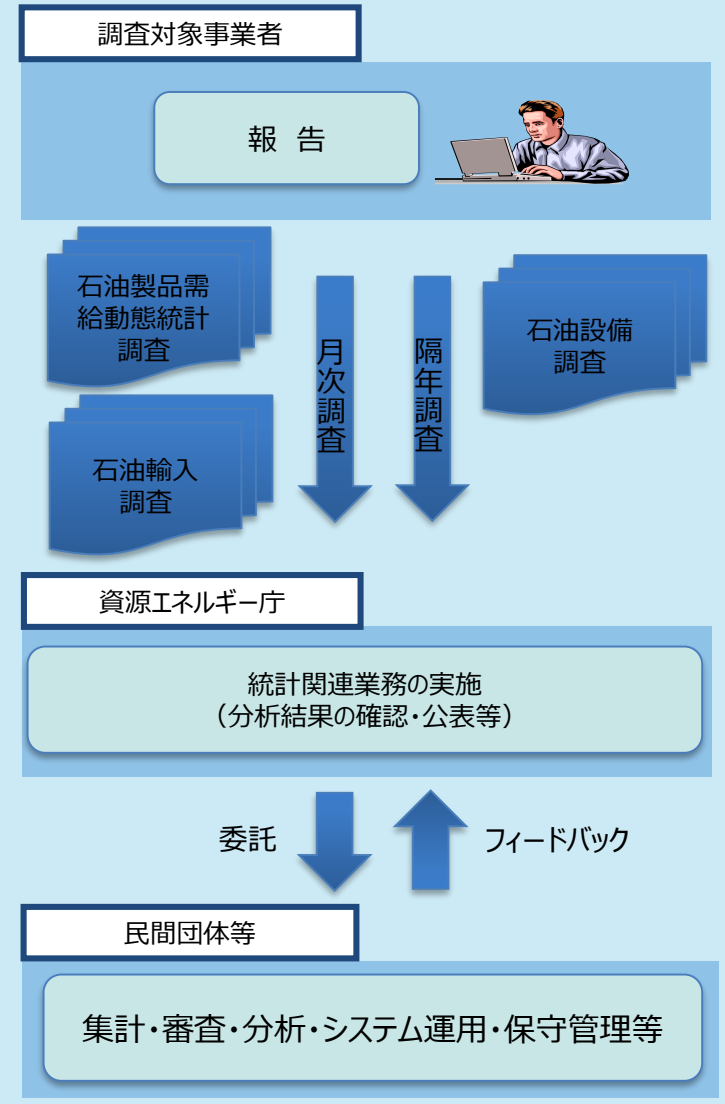 調査対象事業者
報 告
石油製品需
給動態統計
調査
石油輸入
調査
月次調査
隔年調査
石油設備
調査
資源エネルギー庁
統計関連業務の実施
（分析結果の確認・公表等）
委託
フィードバック
民間団体等
集計・審査・分析・システム運用・保守管理等